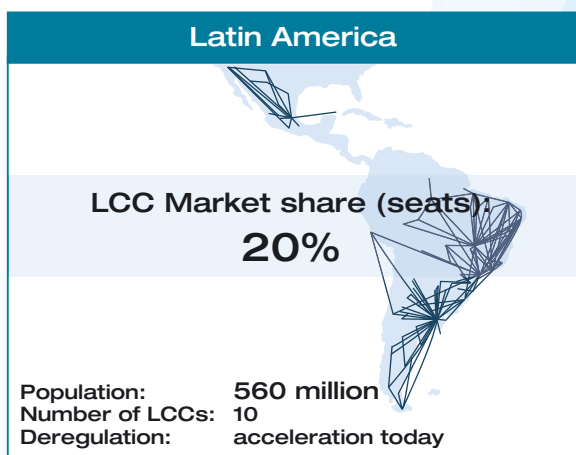 Latin America
LCC Market share (seats):
20%
Population: 560 million
Number of LCCs: 10
Deregulation: acceleration today